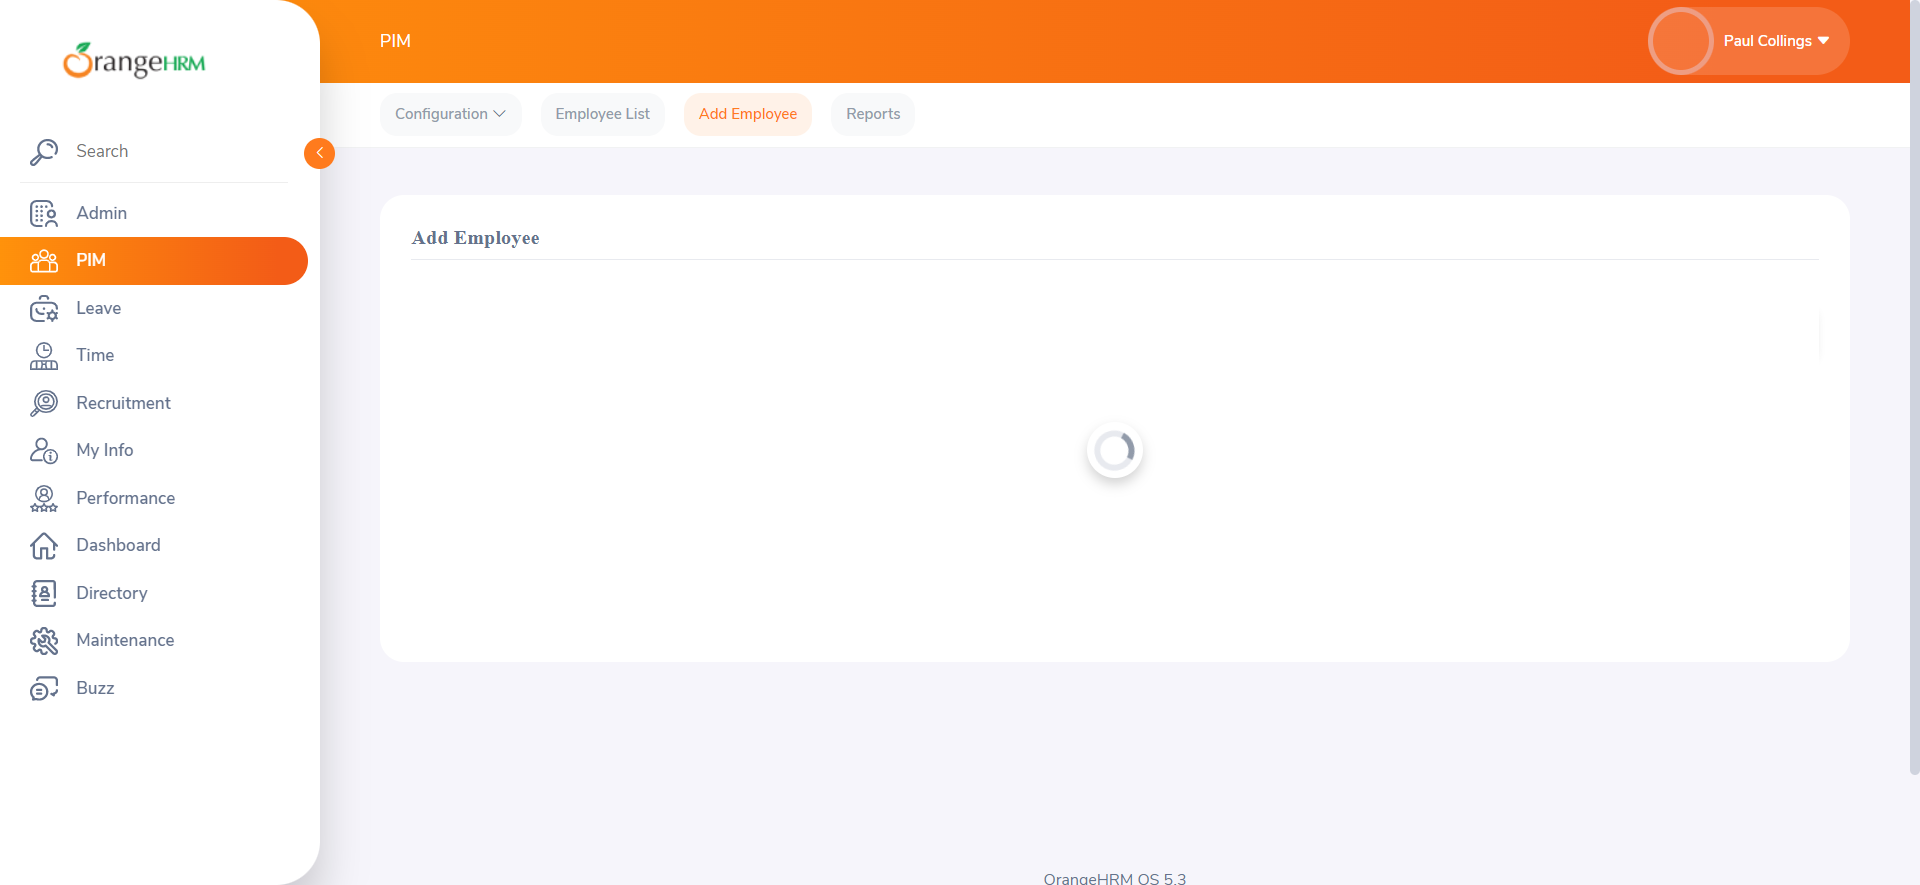 OrangeHRM
PIM
Paul Collings
Configuration
Employee List
Add Employee
Reports
Search
Admin
PIM
Leave
Time
Recruitment
My Info
Performance
Dashboard
Directory
Maintenance
Buzz
Add Employee
OrangeHRM OS 5.3